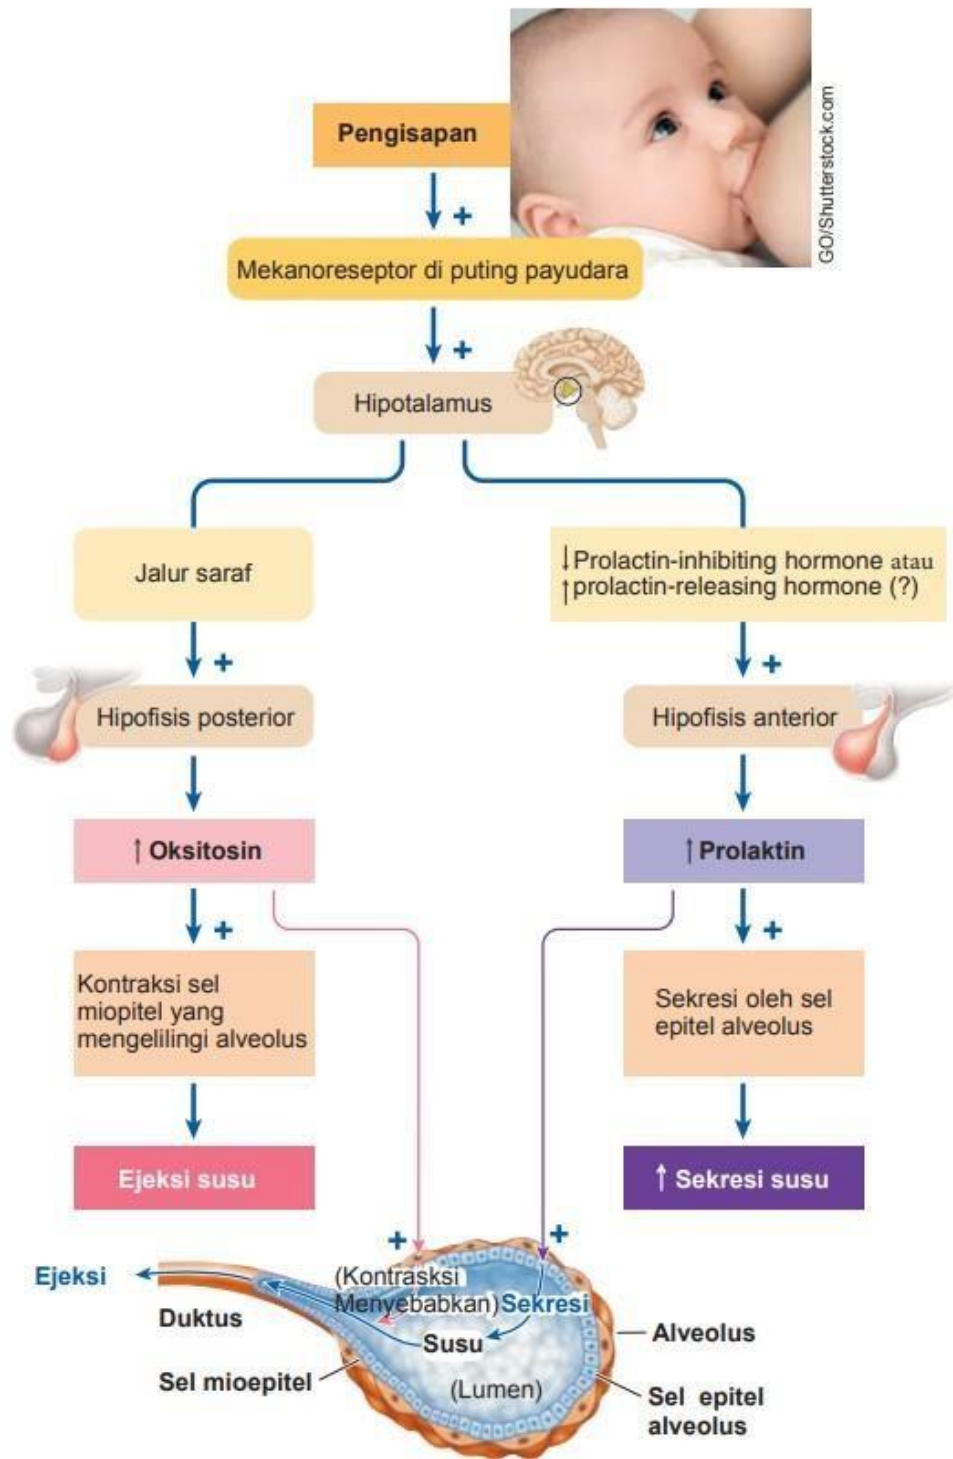 Pengisapan
GO/Shutterstock.com
+
Mekanoreseptor di puting payudara
+
Hipotalamus
Jalur saraf
↓Prolactin-inhibiting hormone atau
↑prolactin-releasing hormone (?)
+
+
Hipofisis posterior
Hipofisis anterior
↑Oksitosin
↑Prolaktin
+
+
Kontraksi sel
miopitel yang
mengelilingi alveolus
Sekresi oleh sel
epitel alveolus
Ejeksi susu
↑ Sekresi susu
+
+
Ejeksi
(Kontrasksi
Menyebabkan) Sekresi
Duktus
Susu
Alveolus
Sel mioepitel
(Lumen)
Sel epitel
alveolus